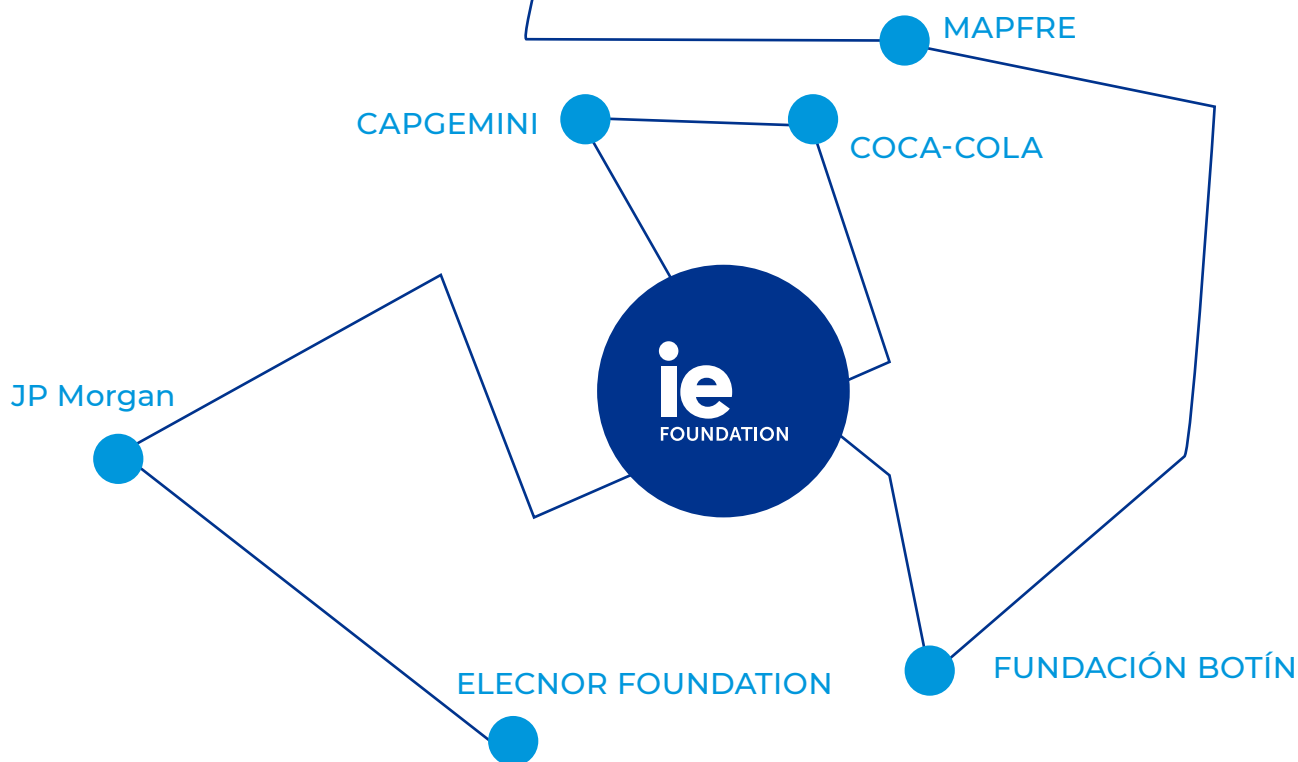 MAPFRE
CAPGEMINI
COCA-COLA
ie
FOUNDATION
JP Morgan
FUNDACIÓN BOTÍN
ELECNOR FOUNDATION